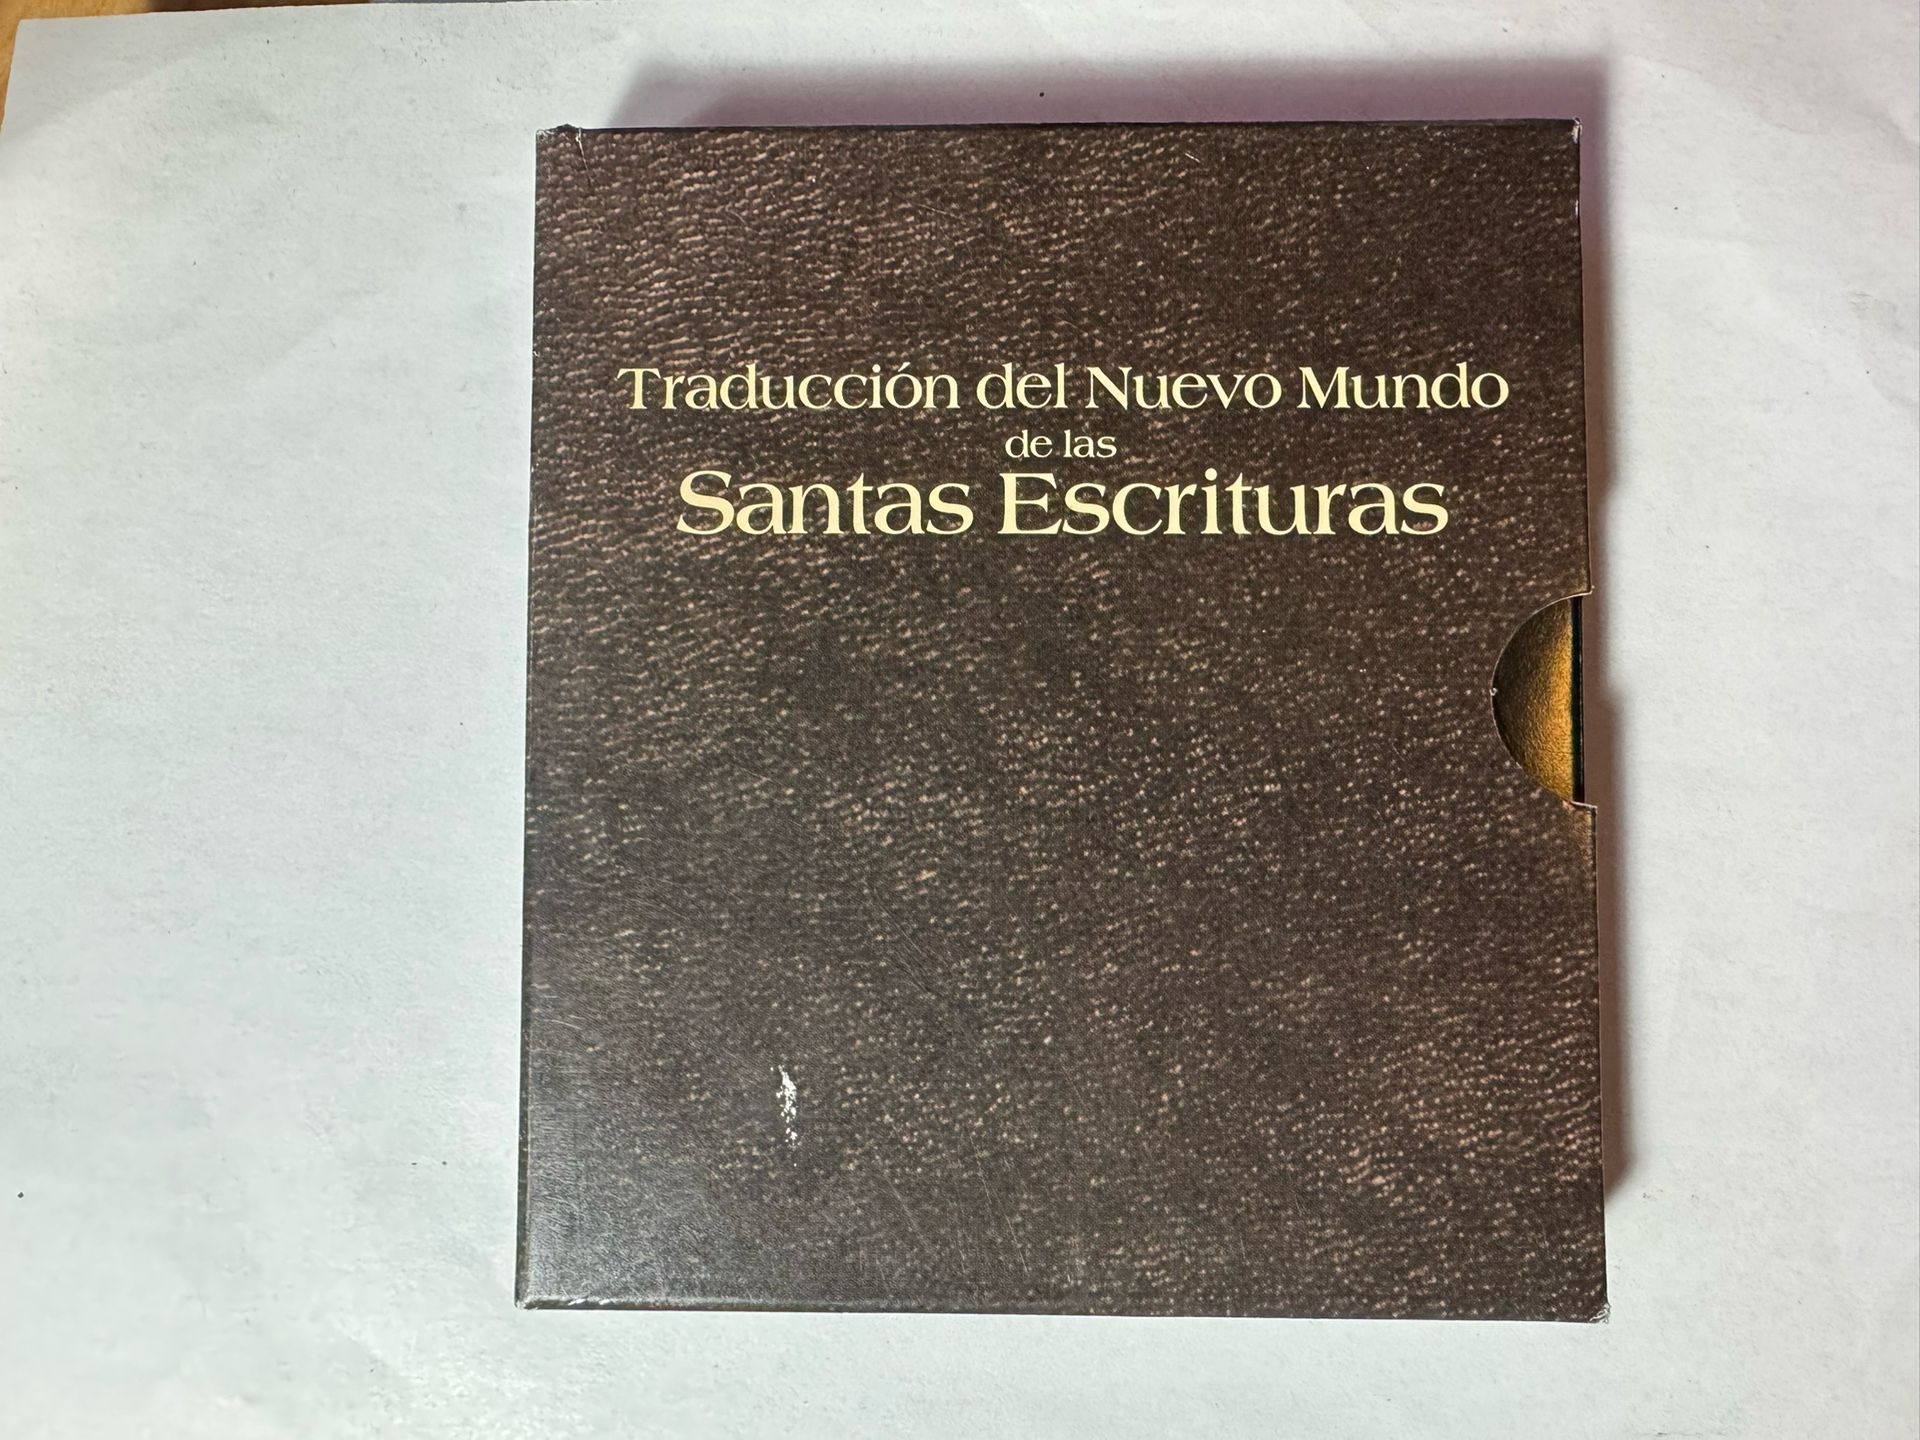 Traducción del Nuevo Mundo
de las
Santas Escrituras